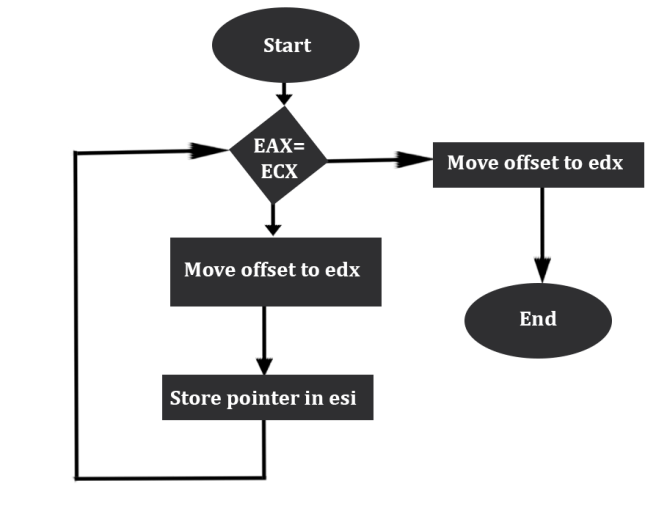 Start
EAX=
ECX
Move offset to edx
Move offset to edx
Store pointer in esi
End